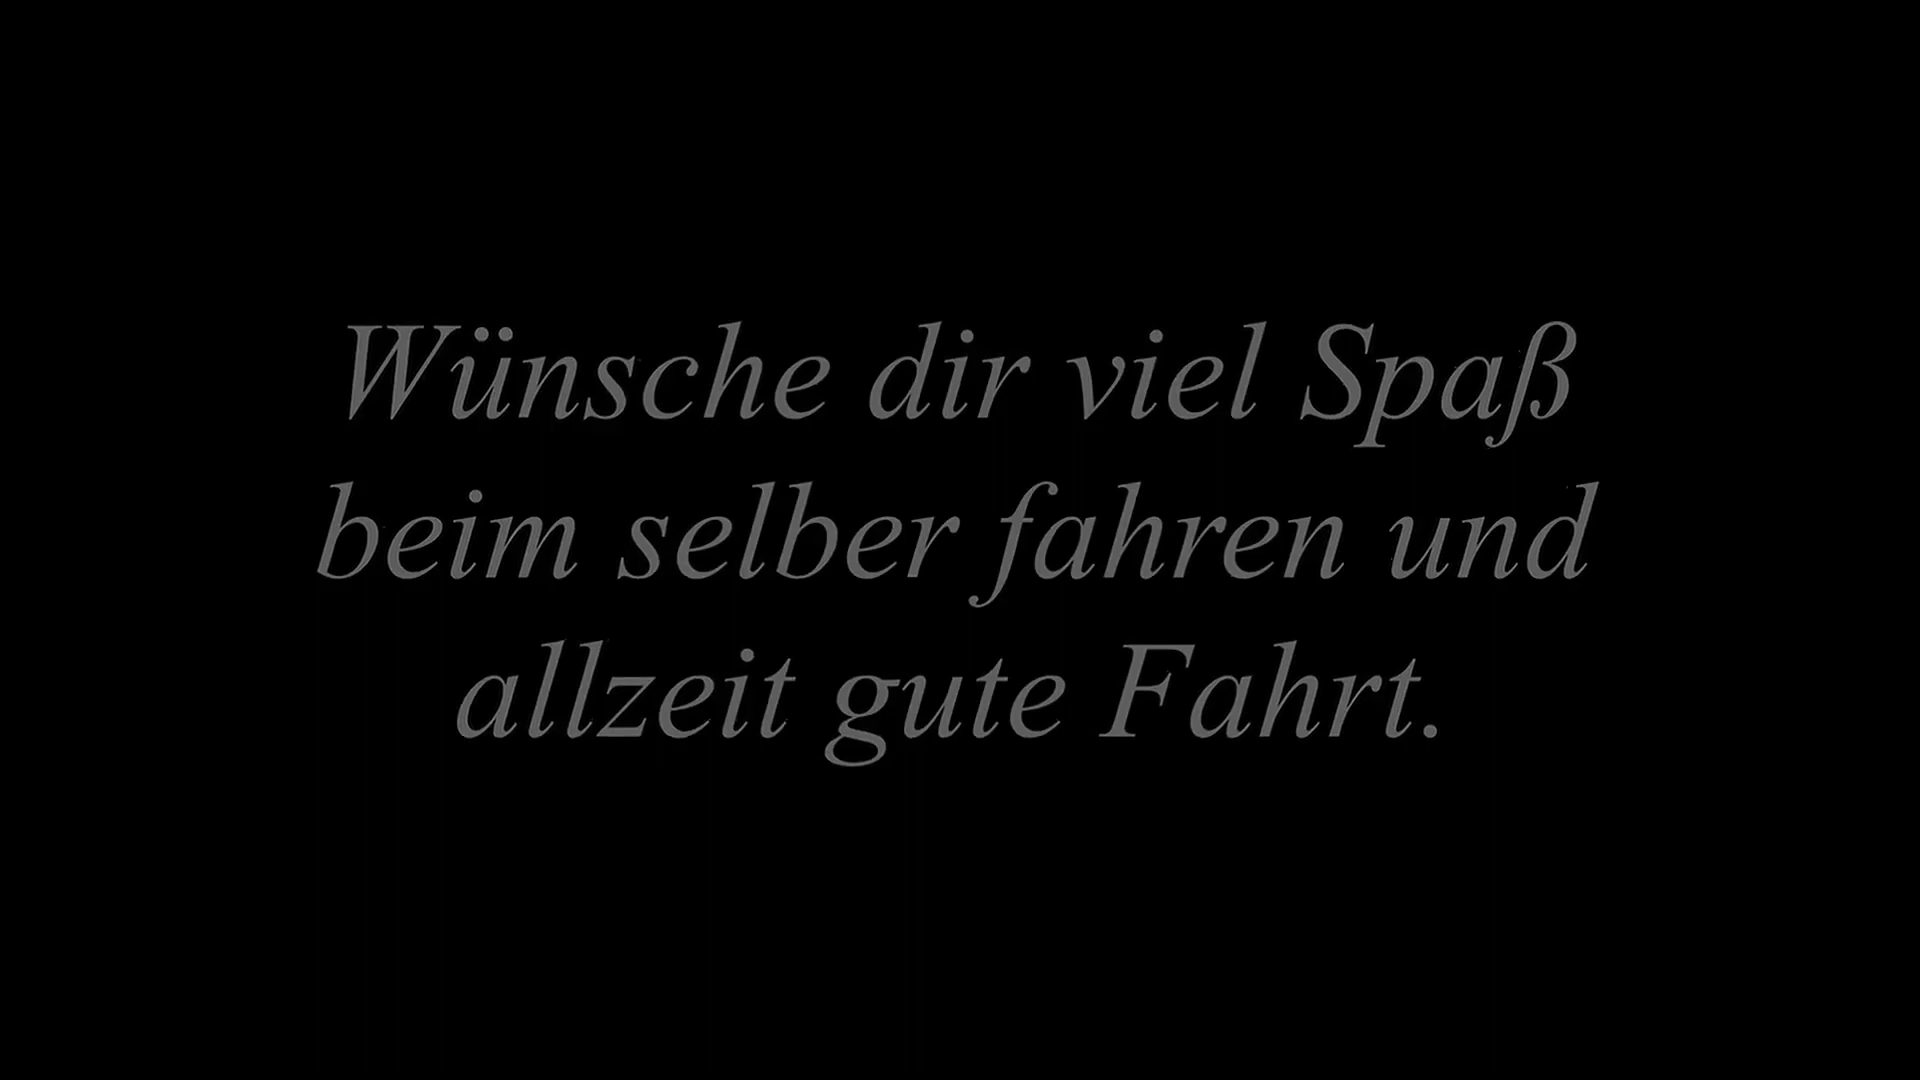 Wünsche dir viel Spaß
beim selber fahren und
allzeit gute Fahrt.